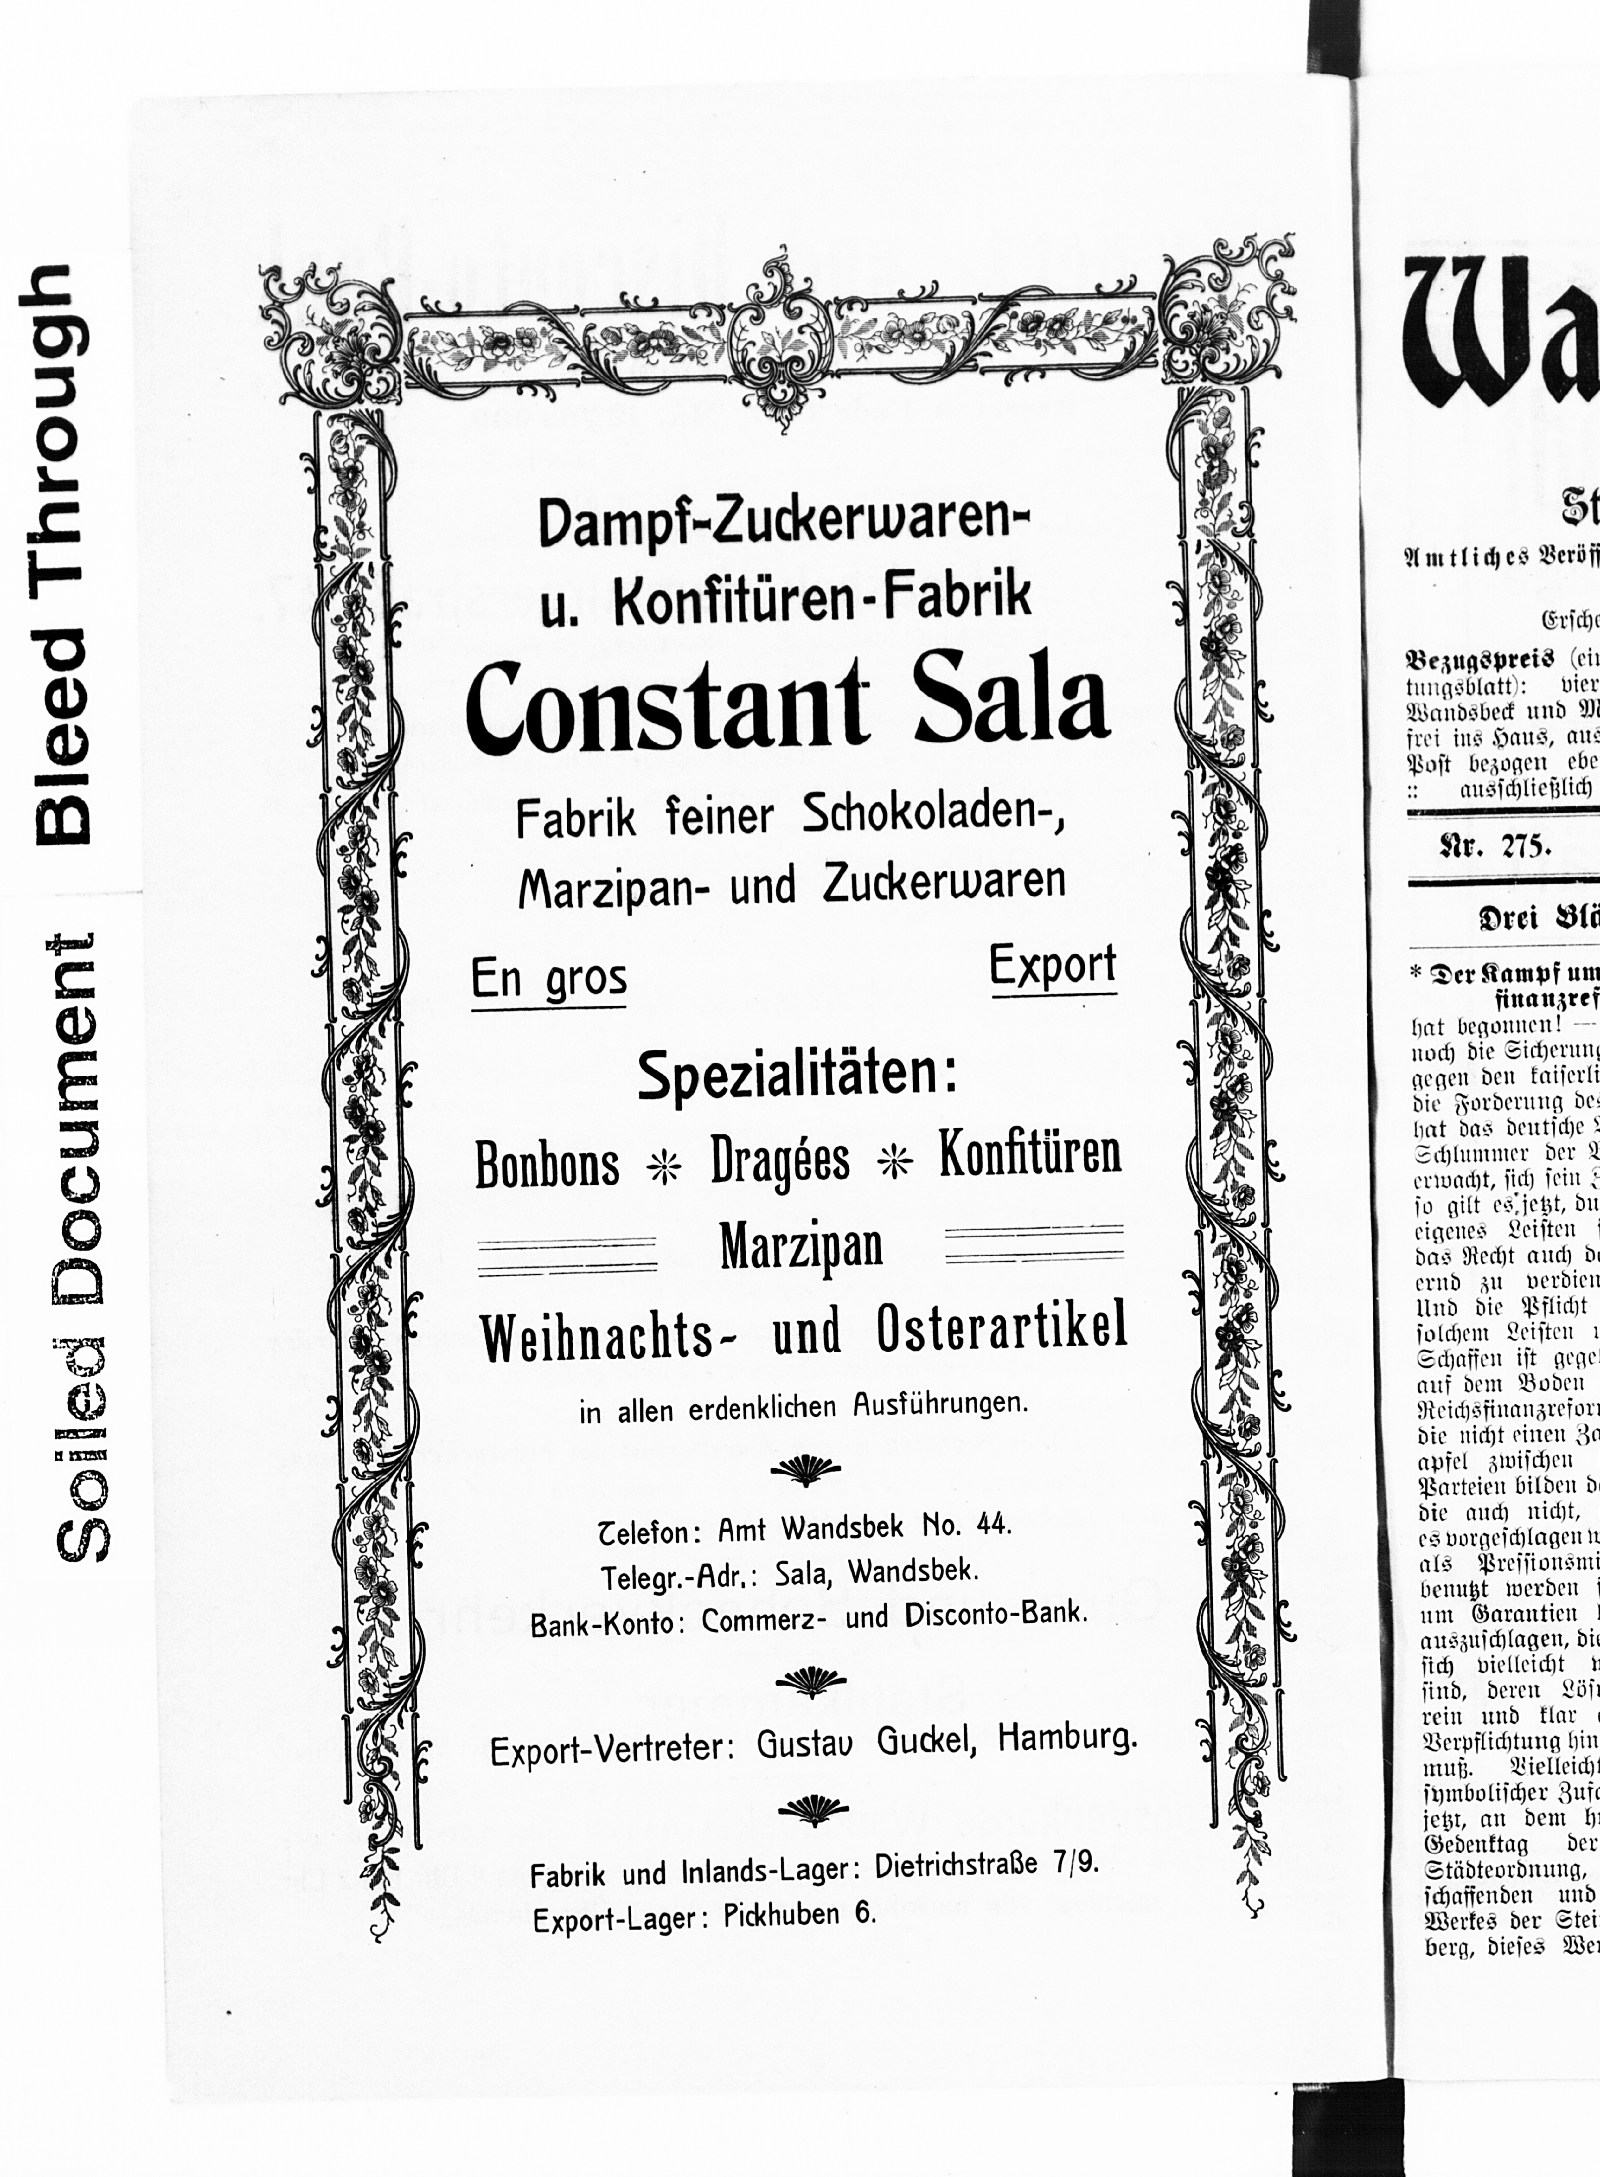 Soiled Document Bleed Through
Dampf-Zuckerwaren-
u. Konfitüren-Fabrik
Constant Sala
Fabrik feiner Schokoladen-,
Marzipan- und Zuckerwaren
En gros Export
Spezialitäten:
Bonbons ✻ Dragées ✻ Konfitüren
Marzipan
Weihnachts- und Osterartikel
in allen erdenklichen Ausführungen.
Telefon: Amt Wandsbek No. 44.
Telegr.-Adr.: Sala, Wandsbek.
Bank-Konto: Commerz- und Disconto-Bank.
Export-Vertreter: Gustav Guckel, Hamburg.
Fabrik und Inlands-Lager: Dietrichstraße 7/9.
Export-Lager: Pickhuben 6.
Wa
St
Amtliches Veröff
Ersche
Bezugspreis (ein
tungsblatt): vier
Wandsbeck und M
frei ins Haus, aus
Post bezogen ebe
:: ausschließlich
Nr. 275.
Drei Blä
* Der Kampf um
finanzref
hat begonnen! —
noch die Sicherung
gegen den kaiserli
die Forderung des
hat das deutsche
Schlummer der
erwacht, sich sein
so gilt es jetzt, du
eigenes Leisten
das Recht auch de
ernd zu verdien
Und die Pflicht
solchem Leisten
Schaffen ist gege
auf dem Boden
Reichsfinanzrefor
die nicht einen Za
apfel zwischen
Parteien bilden d
die auch nicht,
es vorgeschlagen w
als Pressionsmi
benutzt werden
um Garantien
auszuschlagen, die
sich vielleicht
sind, deren Lös
rein und klar
Verpflichtung hin
muß. Vielleicht
symbolischer Zufa
jetzt, an dem
Gedenktag der
Städteordnung,
schaffenden und
Werkes der Stei
berg, dieses Wer